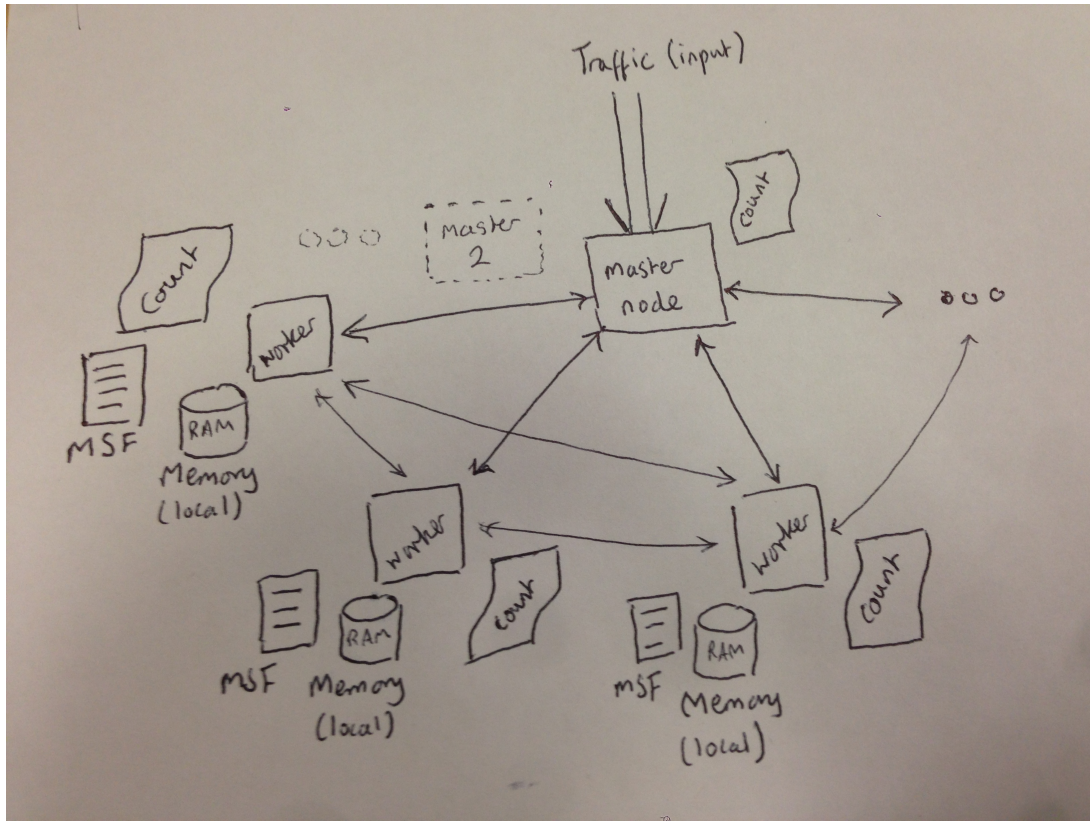 Traffic (input)
Count
master
2
master
node
Count
worker
RAM
MSF
Memory
(local)
worker
Count
RAM
MSF
Memory
(local)
worker
Count
RAM
MSF
Memory
(local)